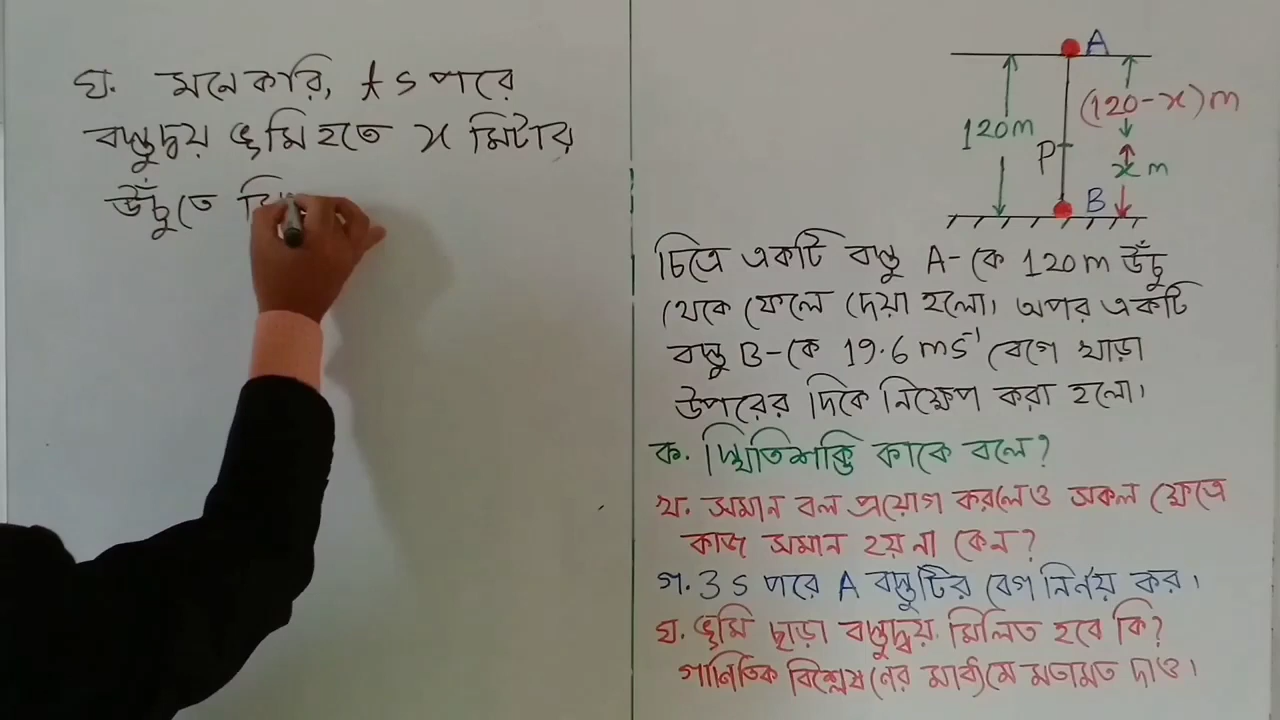 ঘ. মনে করি, t s পরে
বস্তুদ্বয় ভূমি হতে x মিটার
উঁচুতে
A
120m
(120-x)m
P
x m
B
চিত্রে একটি বস্তু A-কে 120m উঁচু
থেকে ফেলে দেয়া হলো। অপর একটি
বস্তু B-কে 19.6 ms⁻¹ বেগে খাড়া
উপরের দিকে নিক্ষেপ করা হলো।
ক. স্থিতিশক্তি কাকে বলে?
খ. সমান বল প্রয়োগ করলেও সকল ক্ষেত্রে
কাজ সমান হয় না কেন?
গ. 3 s পরে A বস্তুটির বেগ নির্ণয় কর।
ঘ. ভূমি ছাড়া বস্তুদ্বয় মিলিত হবে কি?
গানিতিক বিশ্লেষণের মাধ্যমে মতামত দাও।